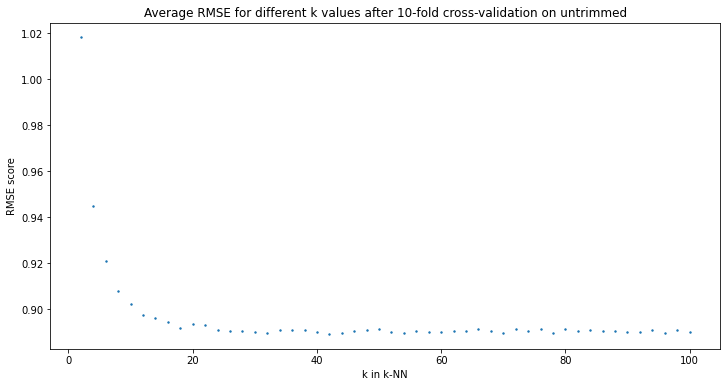 Average RMSE for different k values after 10-fold cross-validation on untrimmed
1.02
1.00
0.98
0.96
0.94
0.92
0.90
RMSE score
0 20 40 60 80 100
k in k-NN